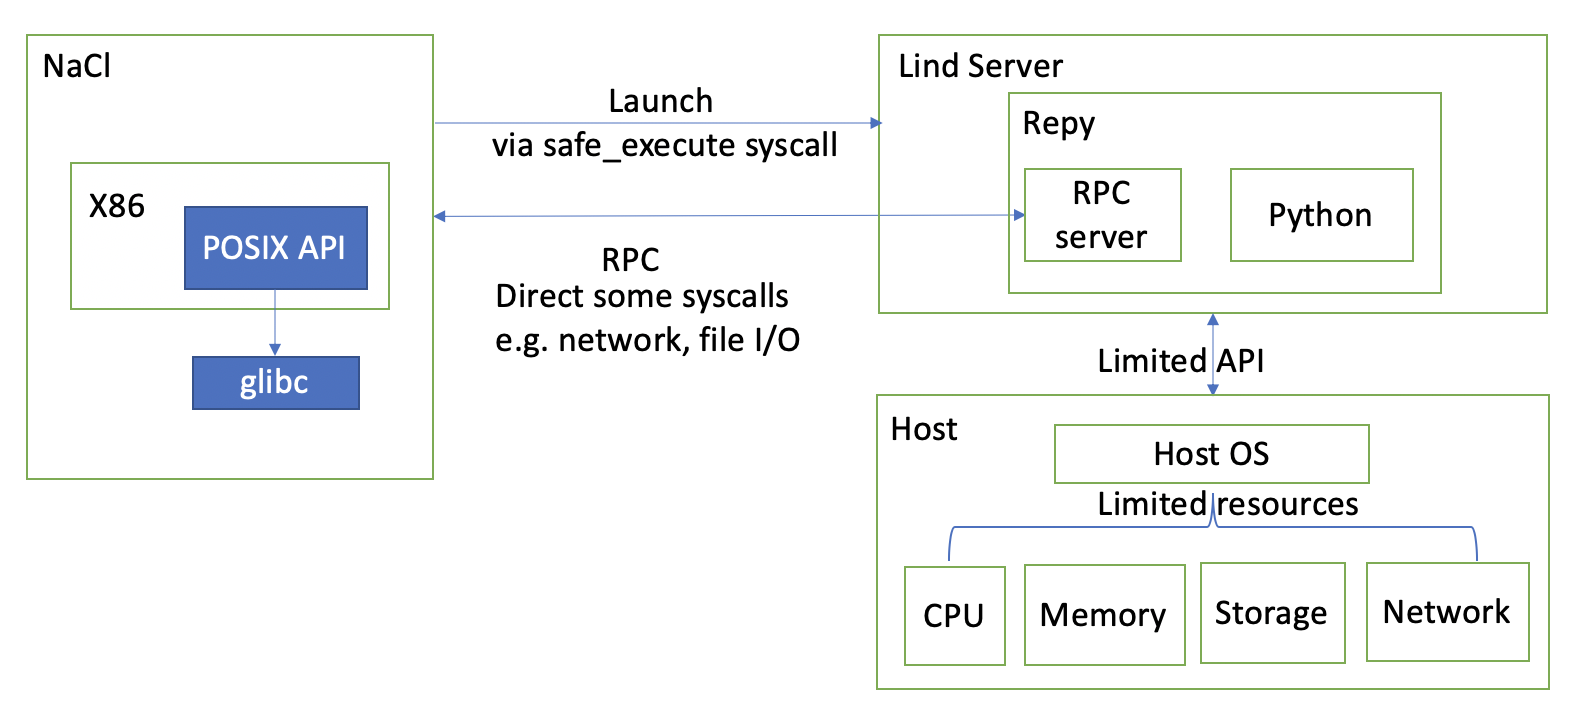 NaCl
X86
POSIX API
glibc
Launch
via safe_execute syscall
RPC
Direct some syscalls
e.g. network, file I/O
Lind Server
Repy
RPC
server
Python
Limited API
Host
Host OS
Limited resources
CPU
Memory
Storage
Network